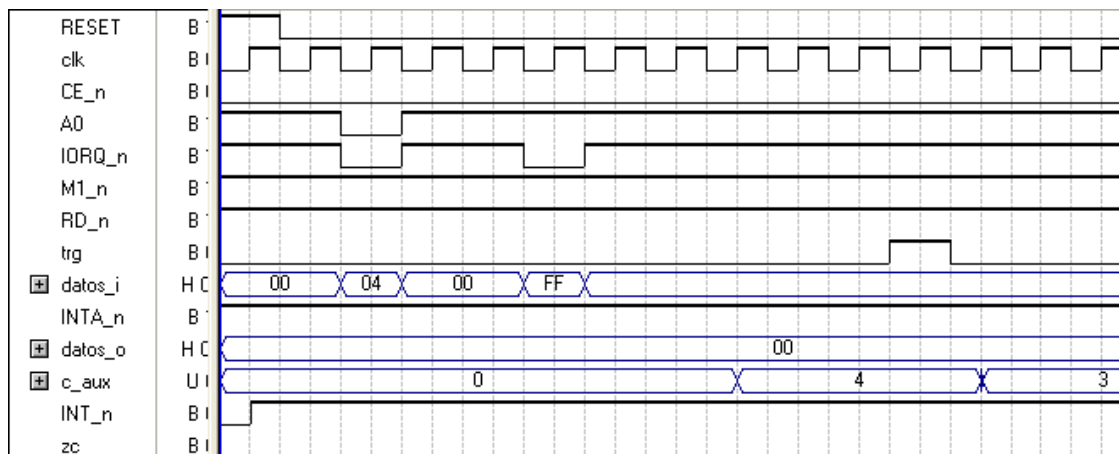 RESET B
clk B
CE_n B
A0 B
IORQ_n B
M1_n B
RD_n B
trg B
datos_i H 00 04 00 FF
INTA_n B
datos_o H 00
c_aux U 0 4 3
INT_n B
zc B